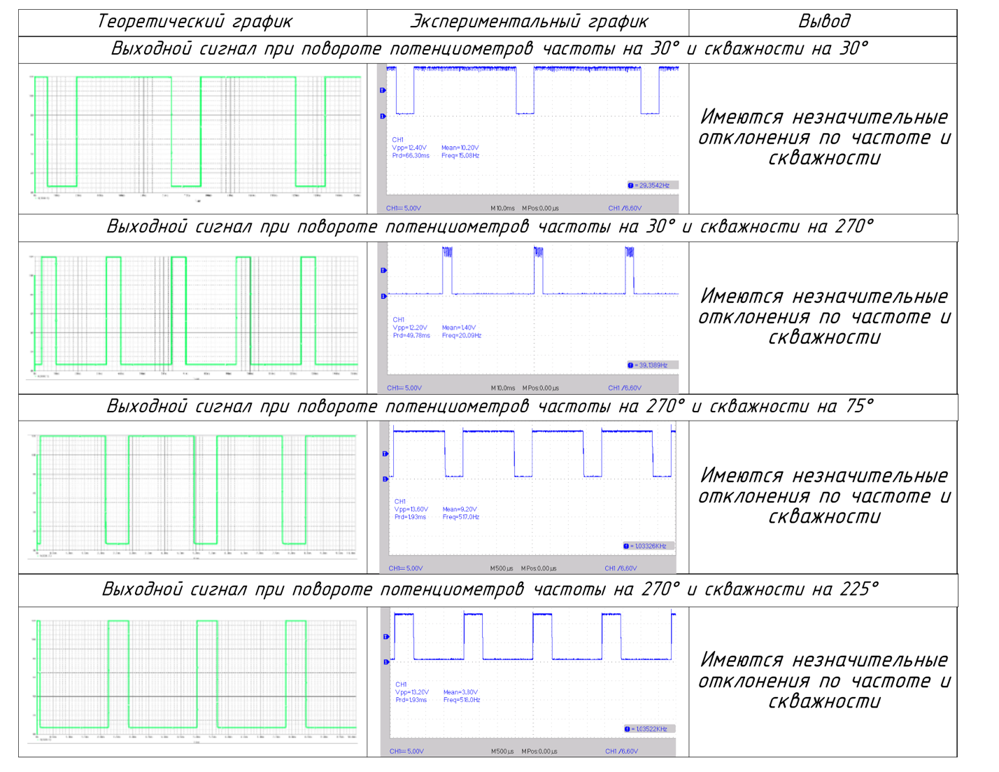 Теоретический график
Экспериментальный график
Вывод
Выходной сигнал при повороте потенциометров частоты на 30° и скважности на 30°
T
1
CH1
Vpp=12.40V Mean=10.20V
Prd=66.30ms Freq=15.08Hz
f = 29.3542Hz
CH1= 5.00V M 10.0ms M Pos:0.00μs CH1 /6.60V
Имеются незначительные
отклонения по частоте и
скважности
Выходной сигнал при повороте потенциометров частоты на 30° и скважности на 270°
T
1
CH1
Vpp=12.20V Mean=1.40V
Prd=49.78ms Freq=20.09Hz
f = 39.1389Hz
CH1= 5.00V M 10.0ms M Pos:0.00μs CH1 /6.60V
Имеются незначительные
отклонения по частоте и
скважности
Выходной сигнал при повороте потенциометров частоты на 270° и скважности на 75°
T
1
CH1
Vpp=13.60V Mean=9.20V
Prd=1.93ms Freq=517.0Hz
f = 1.03326KHz
CH1= 5.00V M 500μs M Pos:0.00μs CH1 /6.60V
Имеются незначительные
отклонения по частоте и
скважности
Выходной сигнал при повороте потенциометров частоты на 270° и скважности на 225°
T
1
CH1
Vpp=13.20V Mean=3.80V
Prd=1.93ms Freq=518.0Hz
f = 1.03522KHz
CH1= 5.00V M 500μs M Pos:0.00μs CH1 /6.60V
Имеются незначительные
отклонения по частоте и
скважности